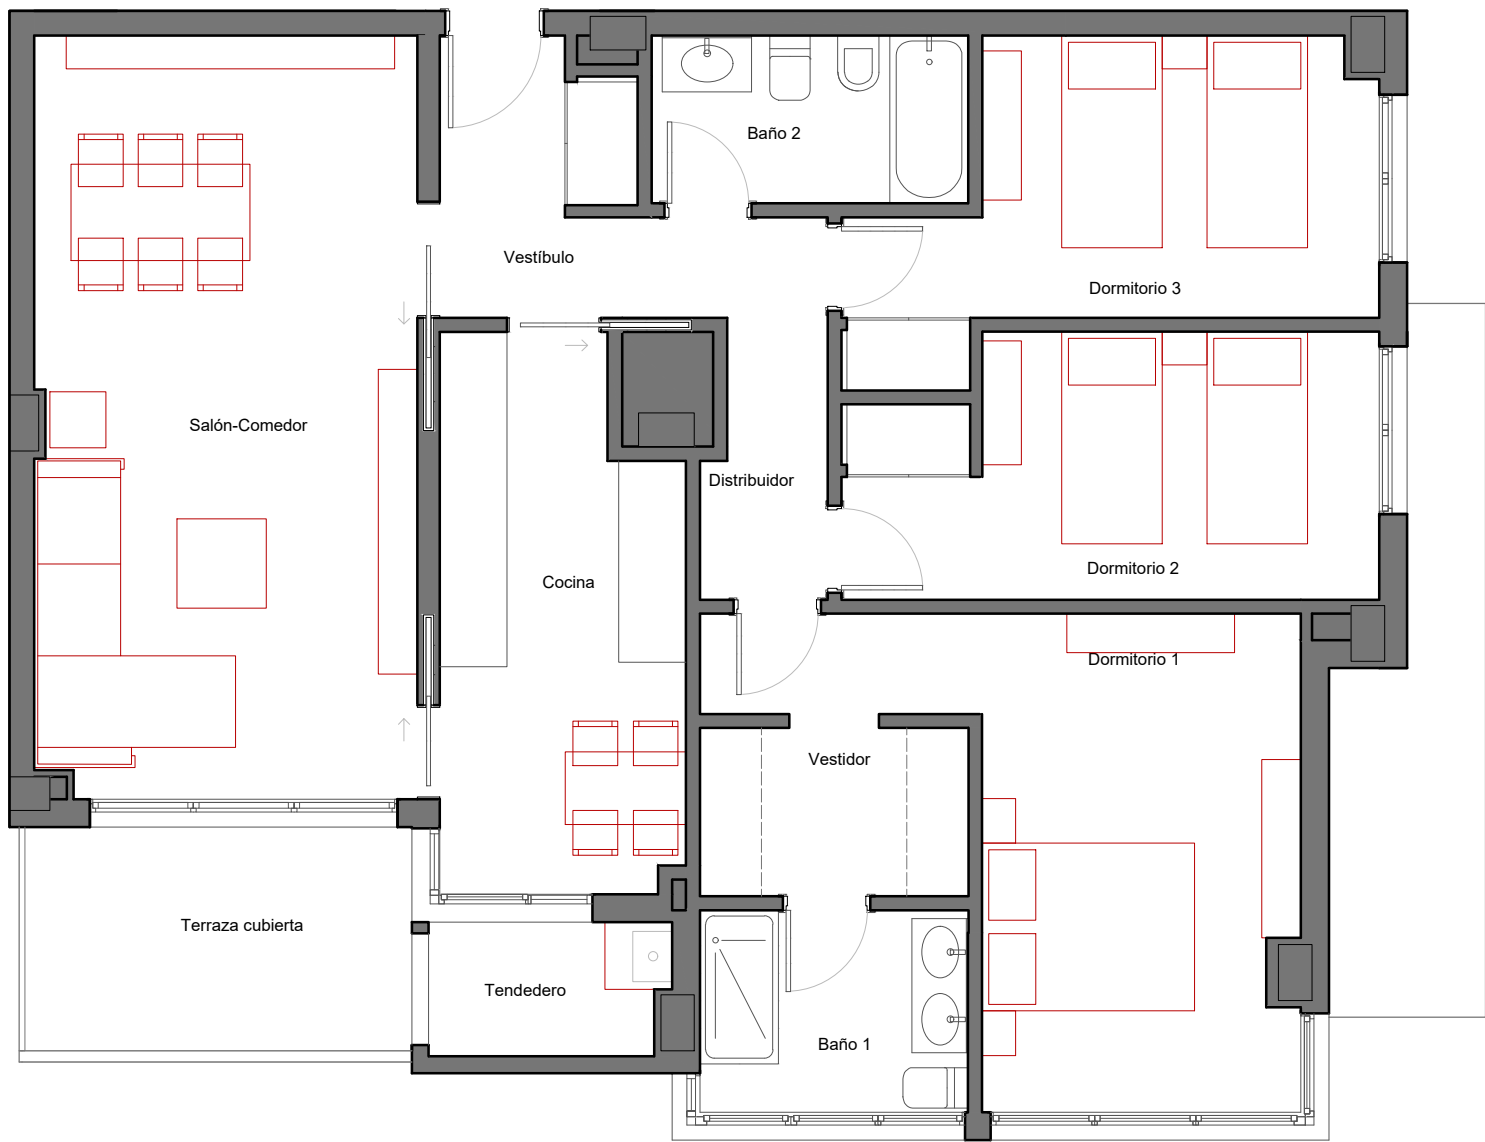 Baño 2
Vestíbulo
Dormitorio 3
Salón-Comedor
Distribuidor
Cocina
Dormitorio 2
Dormitorio 1
Vestidor
Terraza cubierta
Tendedero
Baño 1